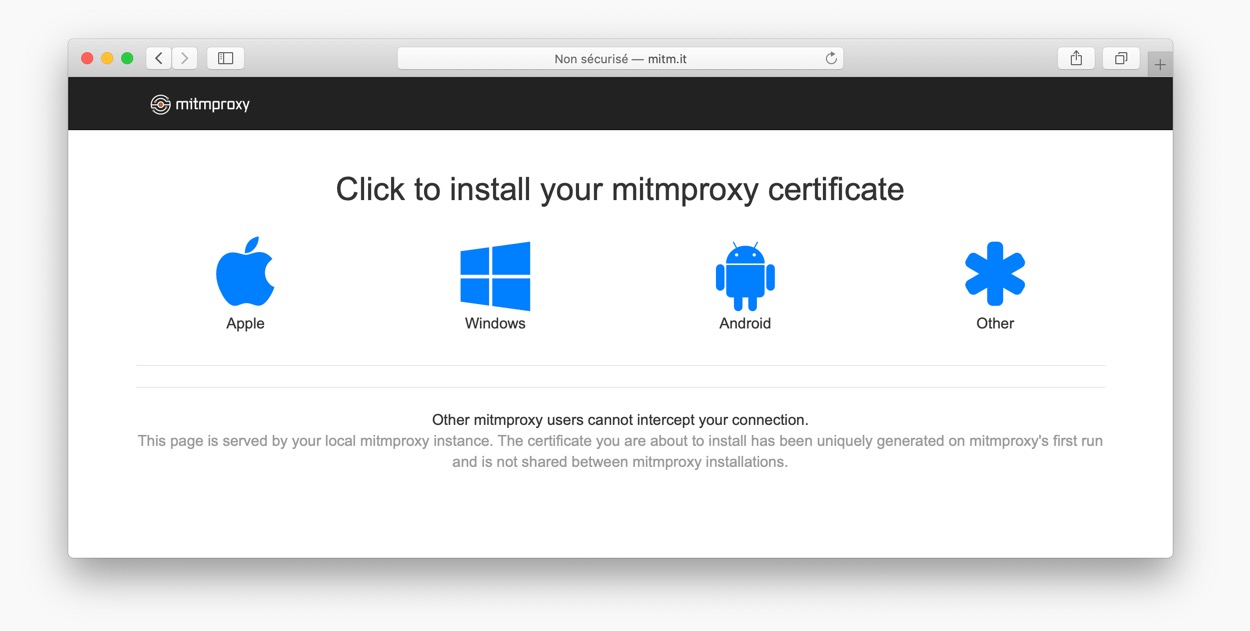 Non sécurisé — mitm.it
mitmproxy
Click to install your mitmproxy certificate
Apple
Windows
Android
Other
Other mitmproxy users cannot intercept your connection.
This page is served by your local mitmproxy instance. The certificate you are about to install has been uniquely generated on mitmproxy's first run
and is not shared between mitmproxy installations.